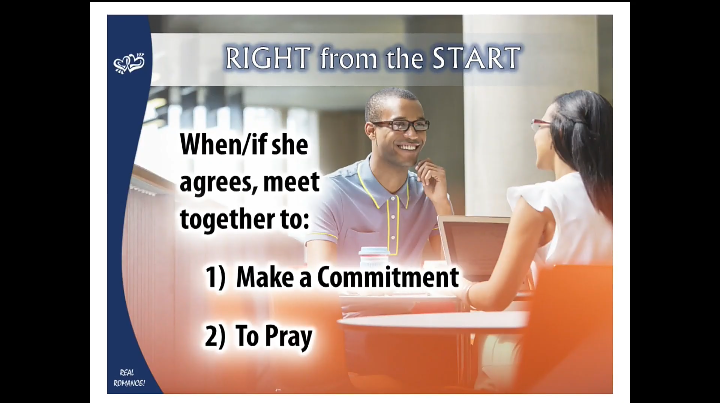 RIGHT from the START
When/if she
agrees, meet
together to:
1) Make a Commitment
2) To Pray
REAL
ROMANCE!